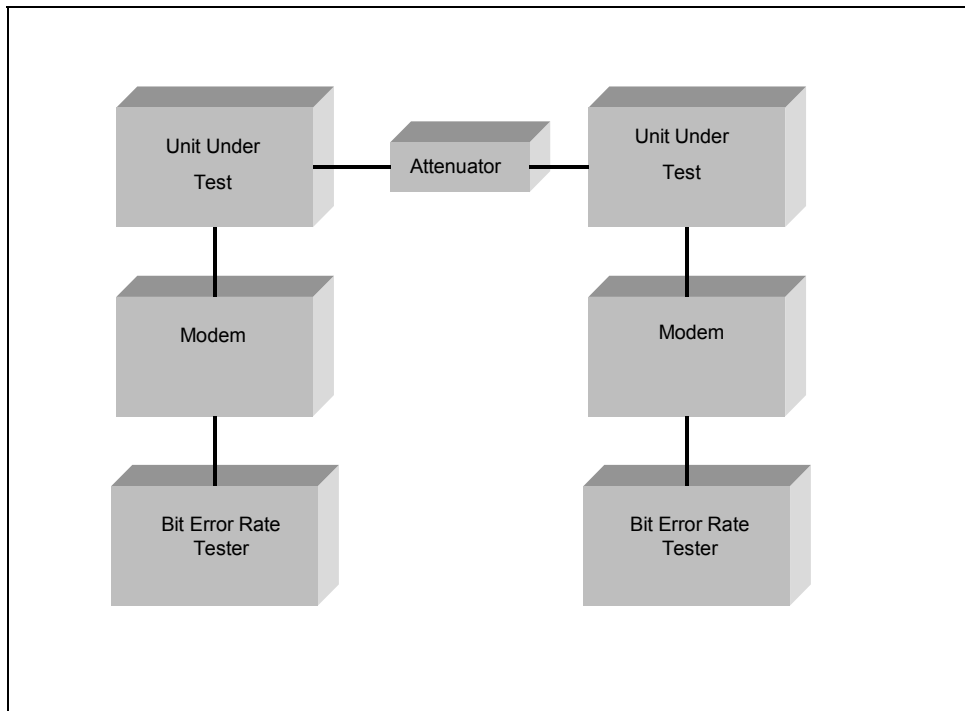 Unit Under
Test
Attenuator
Unit Under
Test
Modem
Modem
Bit Error Rate
Tester
Bit Error Rate
Tester